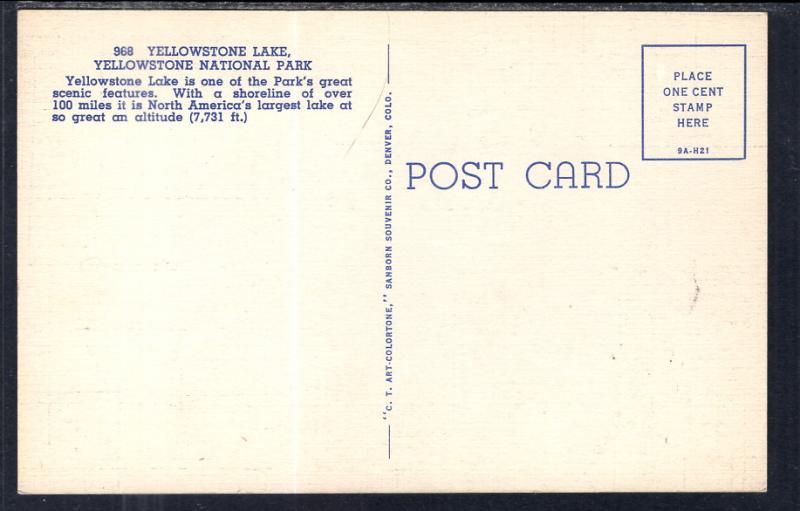 968 YELLOWSTONE LAKE,
YELLOWSTONE NATIONAL PARK
Yellowstone Lake is one of the Park's great
scenic features. With a shoreline of over
100 miles it is North America's largest lake at
so great an altitude (7,731 ft.)
"C. T. ART-COLORTONE," SANBORN SOUVENIR CO., DENVER, COLO.
POST CARD
PLACE
ONE CENT
STAMP
HERE
9A-H21